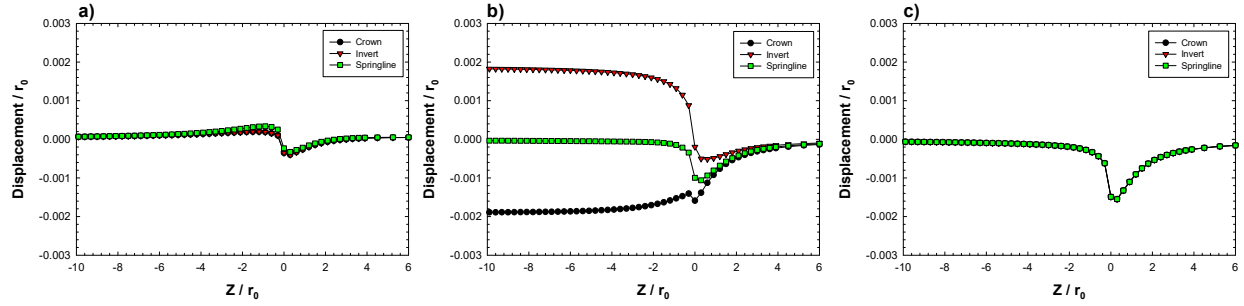 a)
0.003
0.002
0.001
0.000
-0.001
-0.002
-0.003
Displacement / r0
-10 -8 -6 -4 -2 0 2 4 6
Z / r0
Crown
Invert
Springline
b)
0.003
0.002
0.001
0.000
-0.001
-0.002
-0.003
Displacement / r0
-10 -8 -6 -4 -2 0 2 4 6
Z / r0
Crown
Invert
Springline
c)
0.003
0.002
0.001
0.000
-0.001
-0.002
-0.003
Displacement / r0
-10 -8 -6 -4 -2 0 2 4 6
Z / r0
Crown
Invert
Springline